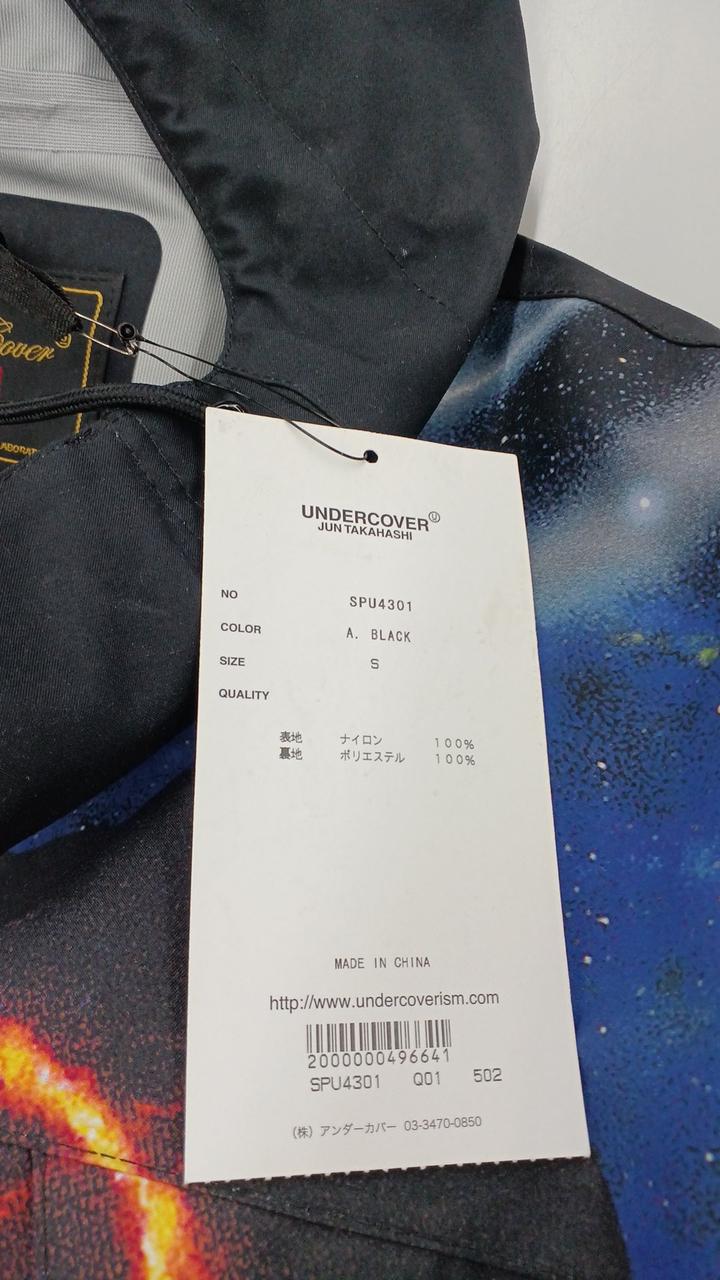 over
LABORAT
UNDERCOVER Ⓤ
JUN TAKAHASHI
NO SPU4301
COLOR A. BLACK
SIZE S
QUALITY
表地 ナイロン 100%
裏地 ポリエステル 100%
MADE IN CHINA
http://www.undercoverism.com
2000000496641
SPU4301 Q01 502
(株) アンダーカバー 03-3470-0850